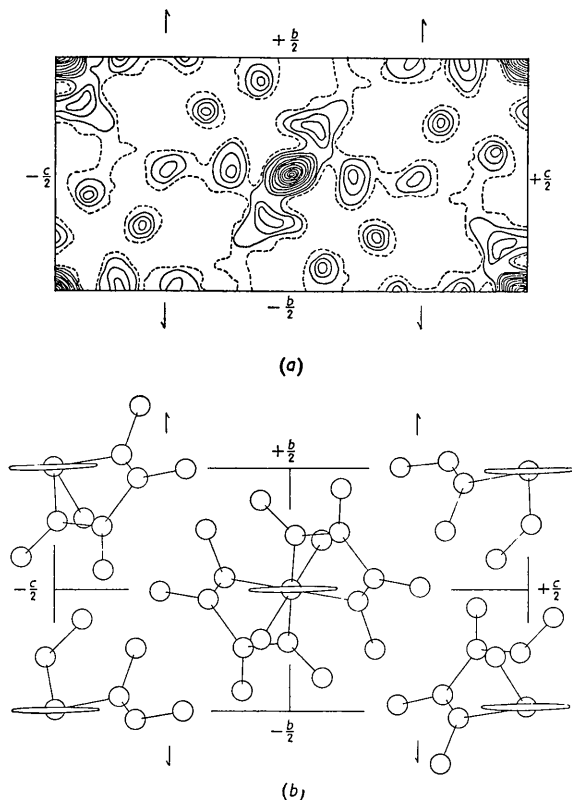 + b/2
- c/2
+ c/2
- b/2
(a)
+ b/2
- c/2
+ c/2
- b/2
(b)